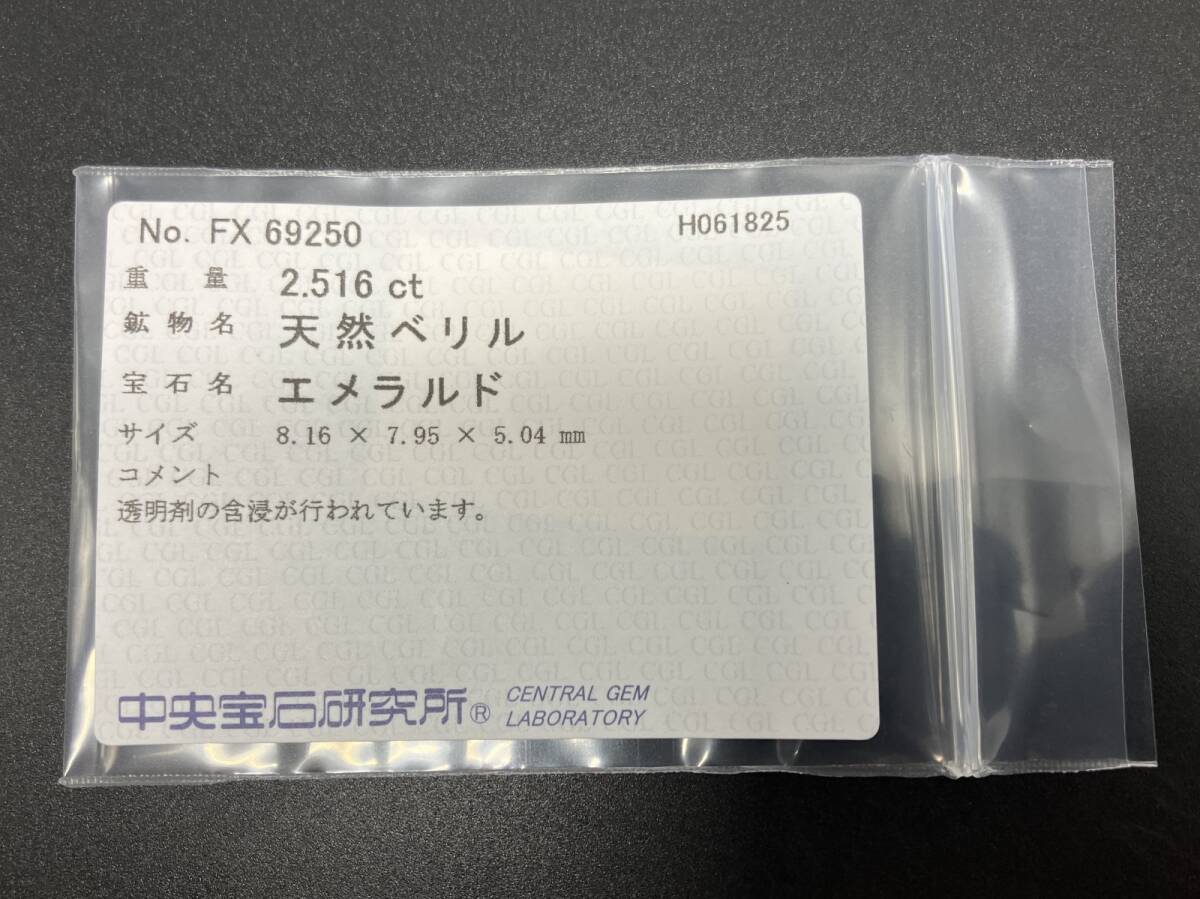 No. FX 69250 H061825
重量 2.516 ct
鉱物名 天然ベリル
宝石名 エメラルド
サイズ 8.16 × 7.95 × 5.04 mm
コメント
透明剤の含浸が行われています。
中央宝石研究所® CENTRAL GEM
LABORATORY